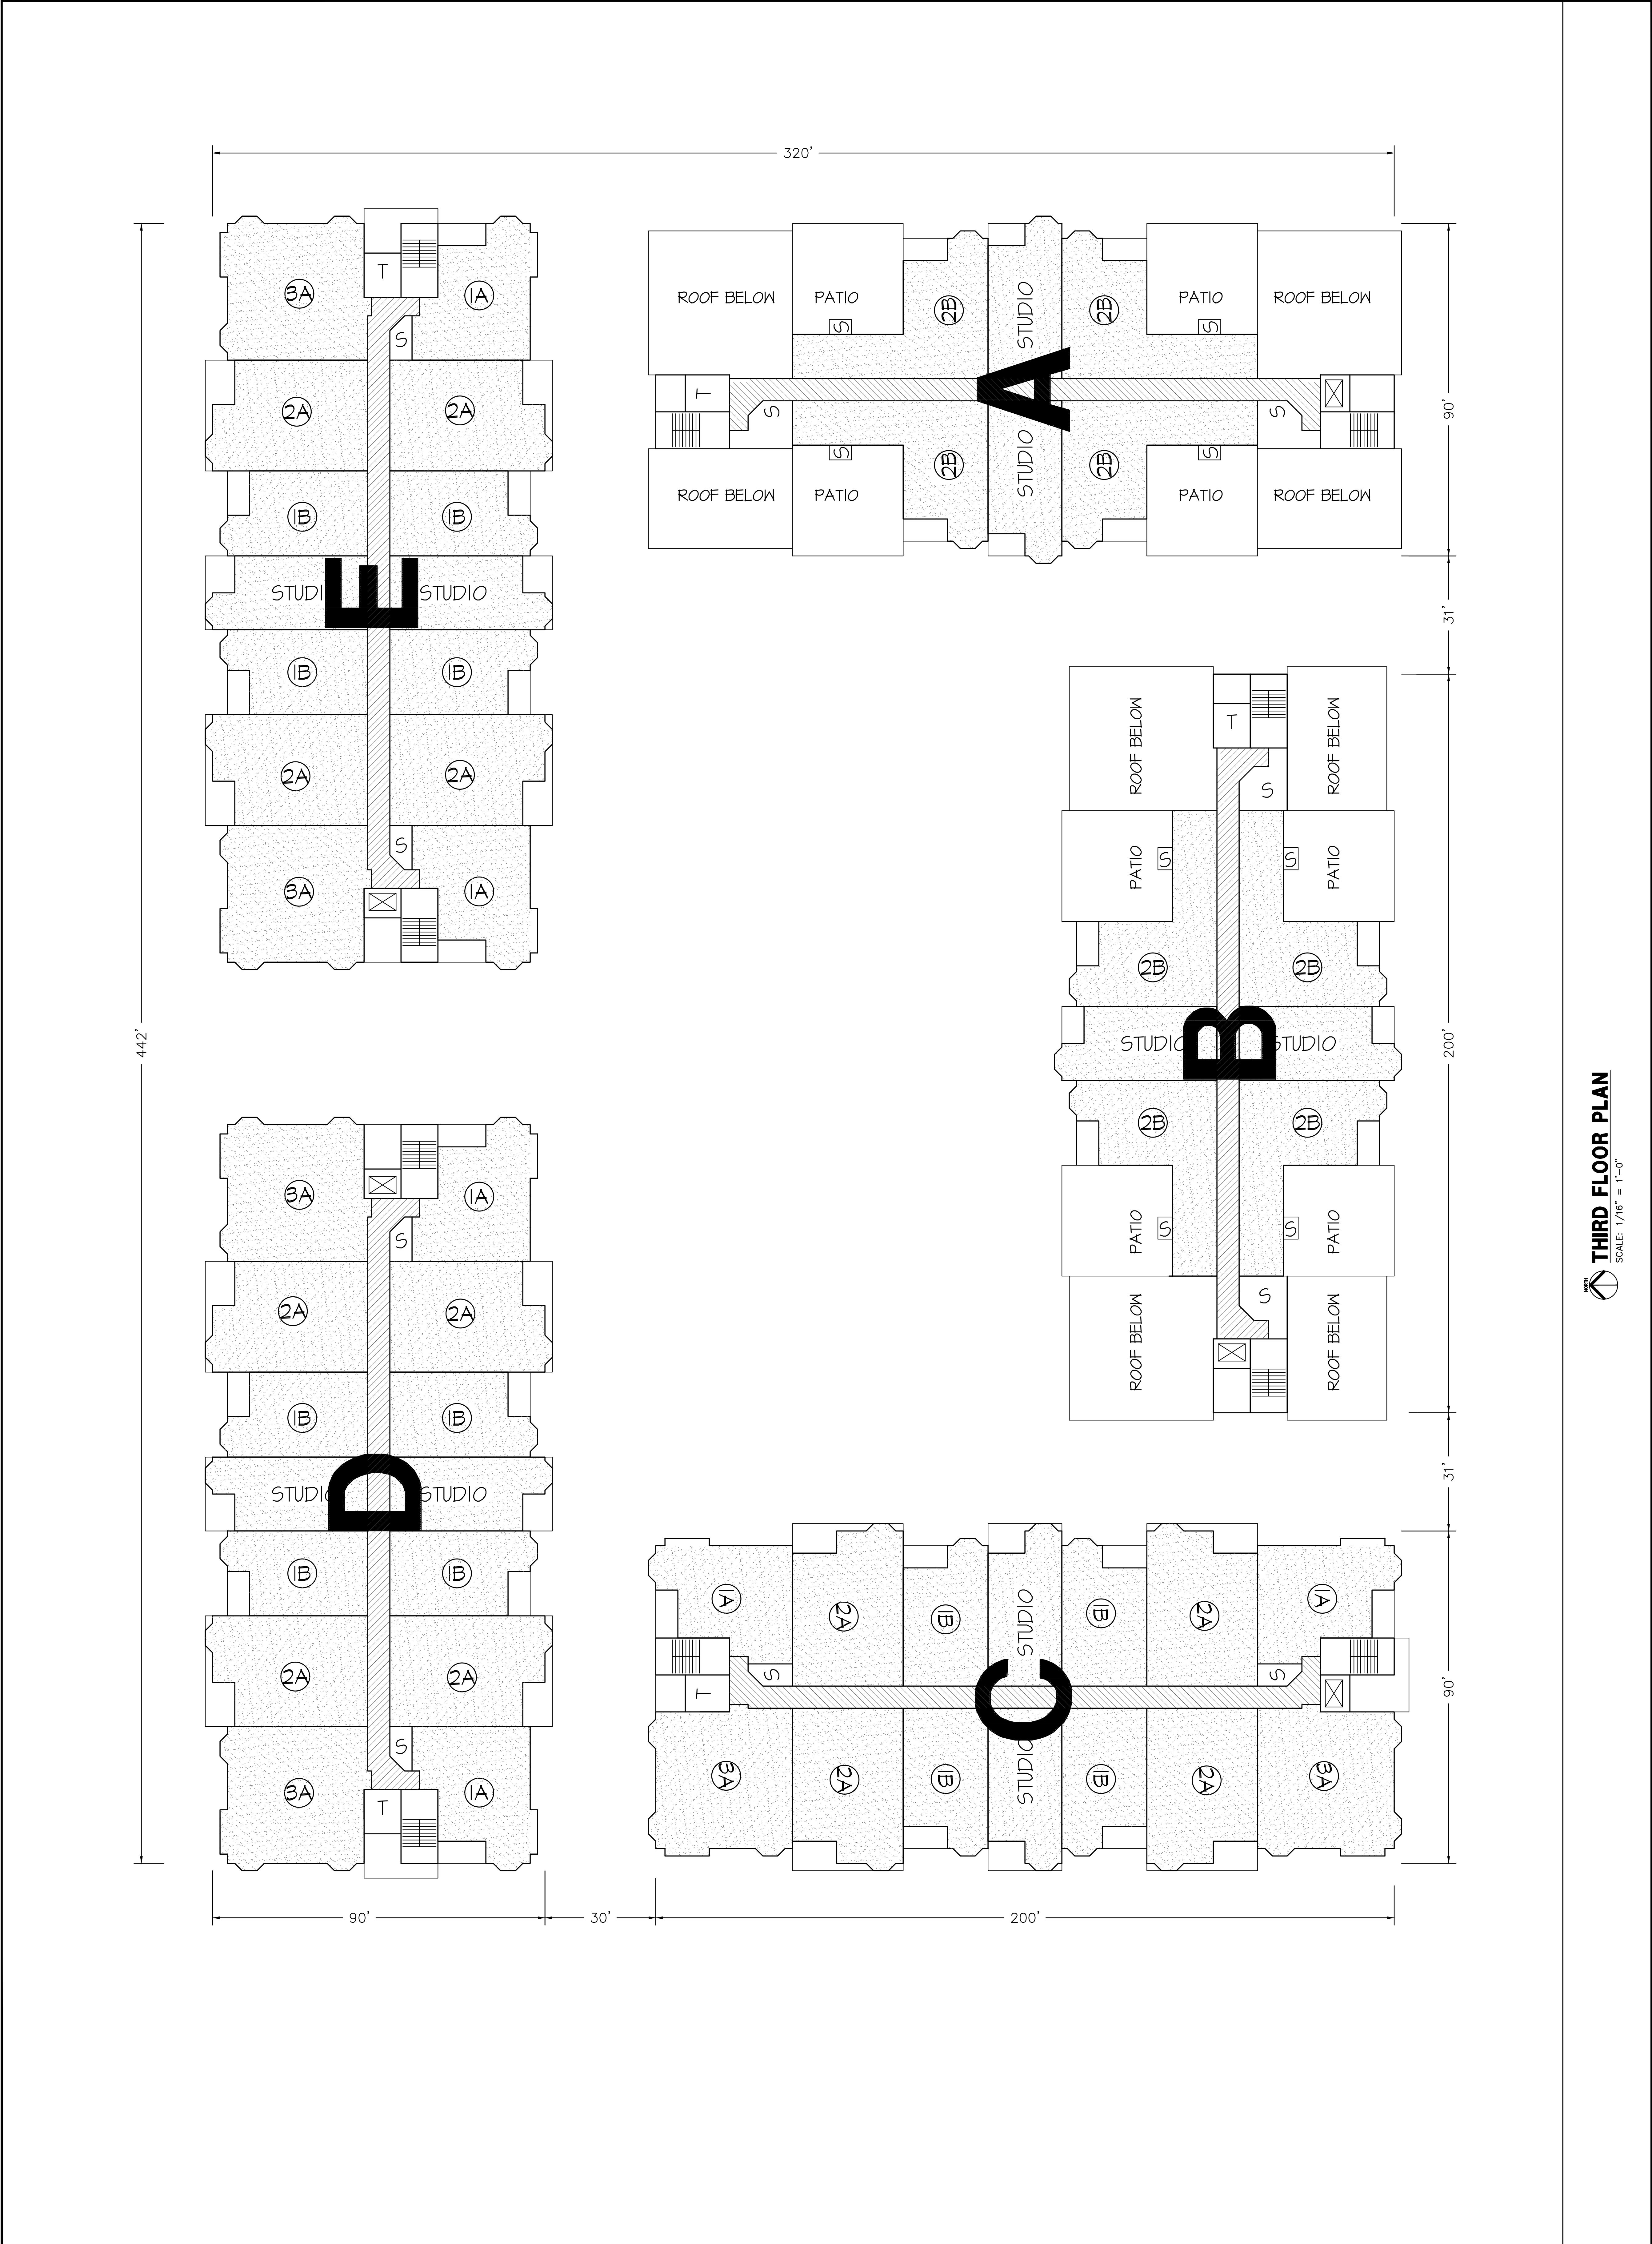 320'
442'
3A
T
1A
S
2A
2A
1B
1B
STUDI
STUDIO
E
1B
1B
2A
2A
S
3A
1A
ROOF BELOW
PATIO
2B
STUDIO
2B
PATIO
ROOF BELOW
S
S
T
A
S
S
S
S
ROOF BELOW
PATIO
2B
STUDIO
2B
PATIO
ROOF BELOW
90'
31'
ROOF BELOW
T
ROOF BELOW
S
PATIO
S
S
PATIO
2B
2B
STUDIO
B
STUDIO
2B
2B
PATIO
S
S
PATIO
S
ROOF BELOW
ROOF BELOW
200'
31'
3A
1A
S
2A
2A
1B
1B
STUDIO
D
STUDIO
1B
1B
2A
2A
S
3A
T
1A
1A
2A
1B
STUDIO
1B
2A
1A
S
S
T
C
3A
2A
1B
STUDIO
1B
2A
3A
90'
90'
30'
200'
NORTH
THIRD FLOOR PLAN
SCALE: 1/16" = 1'-0"